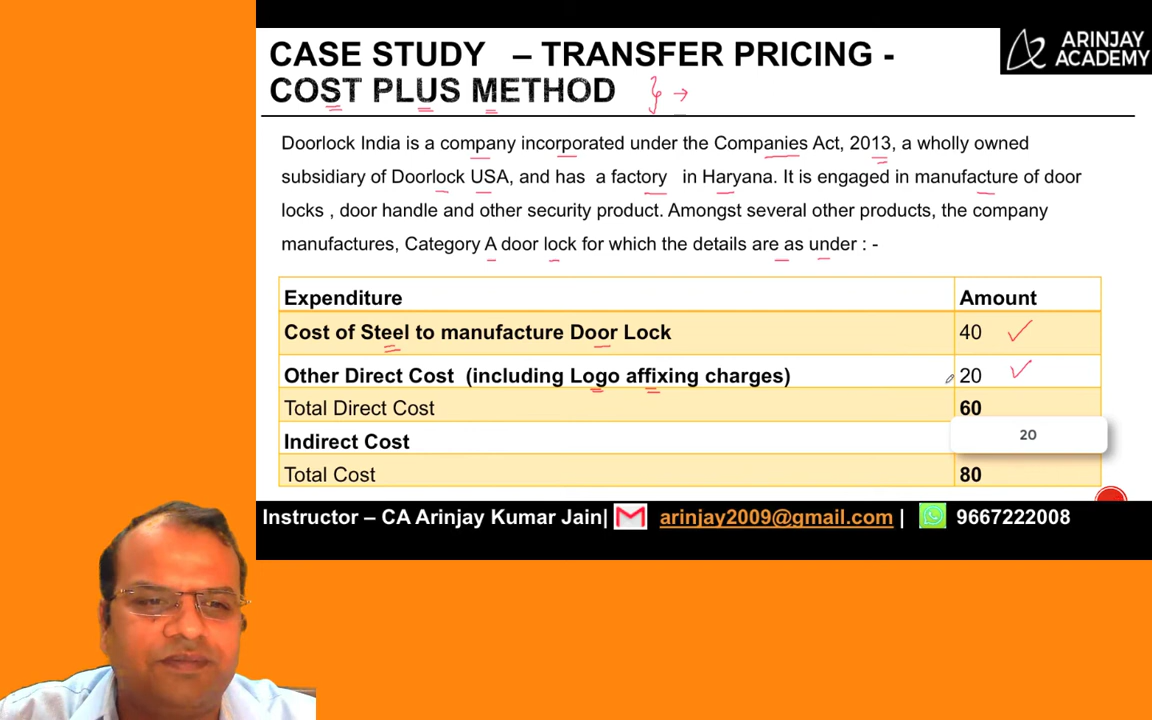 CASE STUDY – TRANSFER PRICING -
COST PLUS METHOD
ARINJAY
ACADEMY
Doorlock India is a company incorporated under the Companies Act, 2013, a wholly owned
subsidiary of Doorlock USA, and has a factory in Haryana. It is engaged in manufacture of door
locks , door handle and other security product. Amongst several other products, the company
manufactures, Category A door lock for which the details are as under : -
Expenditure Amount
Cost of Steel to manufacture Door Lock 40
Other Direct Cost (including Logo affixing charges) 20
Total Direct Cost 60
Indirect Cost 20
Total Cost 80
Instructor – CA Arinjay Kumar Jain| arinjay2009@gmail.com | 9667222008